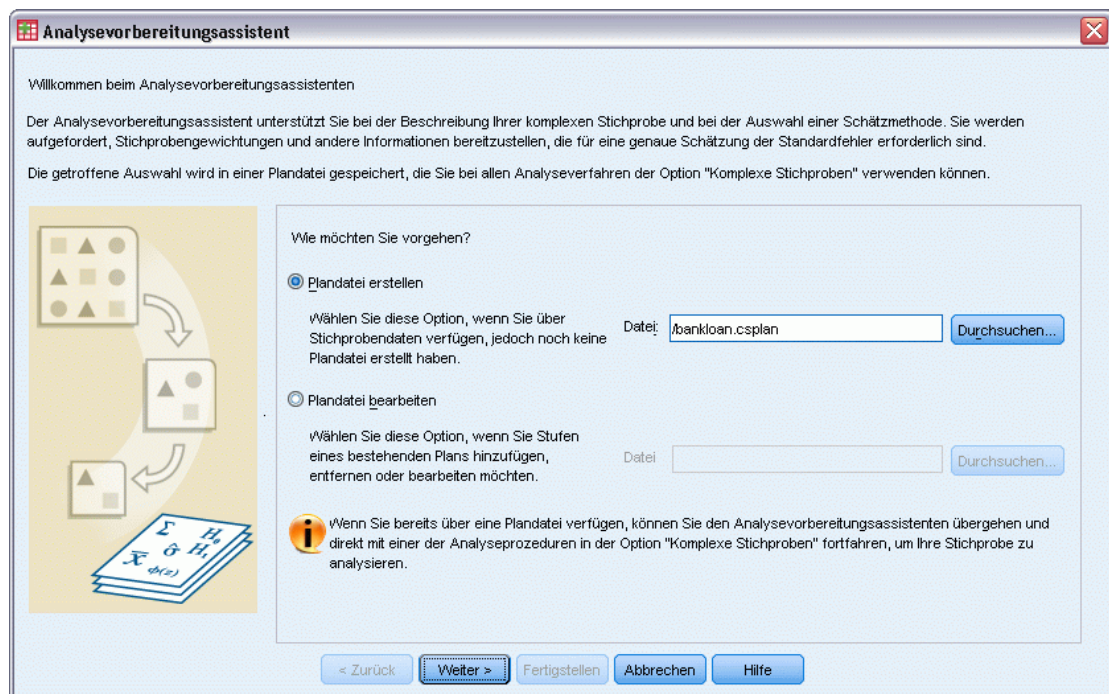 Analysevorbereitungsassistent
Willkommen beim Analysevorbereitungsassistenten
Der Analysevorbereitungsassistent unterstützt Sie bei der Beschreibung Ihrer komplexen Stichprobe und bei der Auswahl einer Schätzmethode. Sie werden
aufgefordert, Stichprobengewichtungen und andere Informationen bereitzustellen, die für eine genaue Schätzung der Standardfehler erforderlich sind.
Die getroffene Auswahl wird in einer Plandatei gespeichert, die Sie bei allen Analyseverfahren der Option "Komplexe Stichproben" verwenden können.
Wie möchten Sie vorgehen?
Plandatei erstellen
Wählen Sie diese Option, wenn Sie über
Stichprobendaten verfügen, jedoch noch keine
Plandatei erstellt haben.
Datei: /bankloan.csplan Durchsuchen...
Plandatei bearbeiten
Wählen Sie diese Option, wenn Sie Stufen
eines bestehenden Plans hinzufügen,
entfernen oder bearbeiten möchten.
Datei Durchsuchen...
Wenn Sie bereits über eine Plandatei verfügen, können Sie den Analysevorbereitungsassistenten übergehen und
direkt mit einer der Analyseprozeduren in der Option "Komplexe Stichproben" fortfahren, um Ihre Stichprobe zu
analysieren.
Σ H₀
x̄ σ̂ H₁
ϕ(z)
< Zurück Weiter > Fertigstellen Abbrechen Hilfe